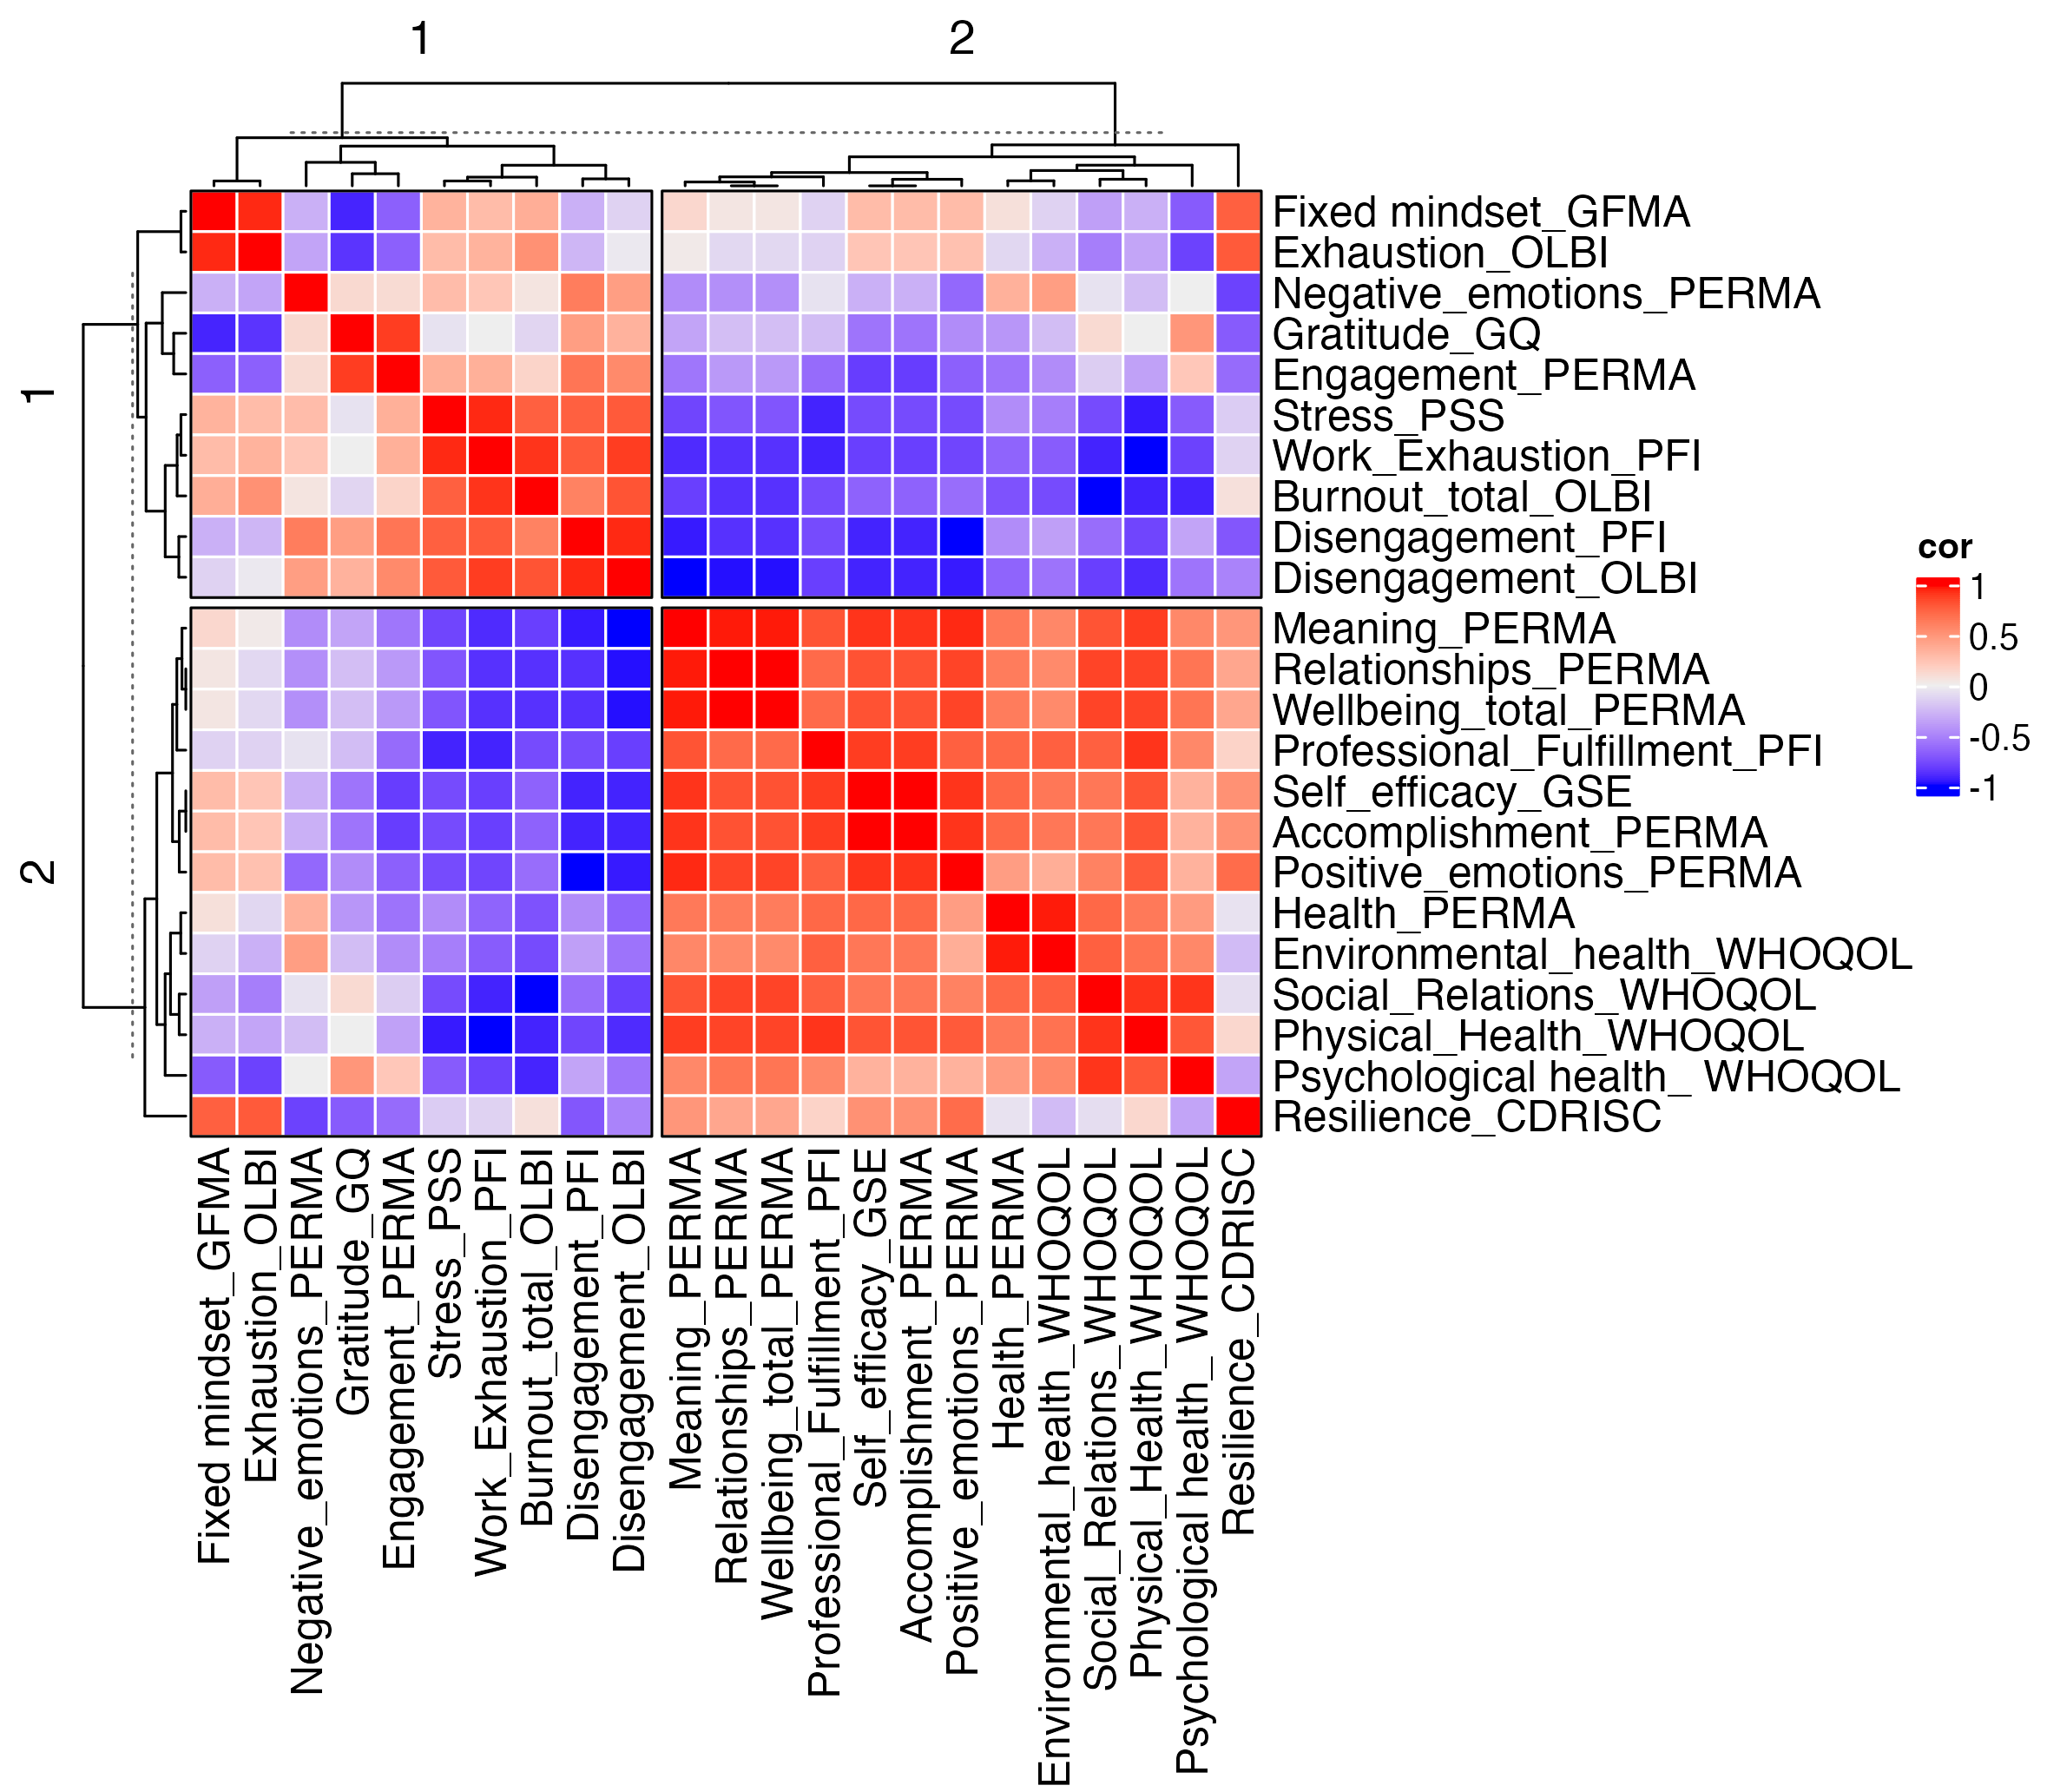 1
2
1
2
Fixed mindset_GFMA
Exhaustion_OLBI
Negative_emotions_PERMA
Gratitude_GQ
Engagement_PERMA
Stress_PSS
Work_Exhaustion_PFI
Burnout_total_OLBI
Disengagement_PFI
Disengagement_OLBI
Meaning_PERMA
Relationships_PERMA
Wellbeing_total_PERMA
Professional_Fulfillment_PFI
Self_efficacy_GSE
Accomplishment_PERMA
Positive_emotions_PERMA
Health_PERMA
Environmental_health_WHOQOL
Social_Relations_WHOQOL
Physical_Health_WHOQOL
Psychological health_ WHOQOL
Resilience_CDRISC
cor
1
0.5
0
-0.5
-1
Fixed mindset_GFMA
Exhaustion_OLBI
Negative_emotions_PERMA
Gratitude_GQ
Engagement_PERMA
Stress_PSS
Work_Exhaustion_PFI
Burnout_total_OLBI
Disengagement_PFI
Disengagement_OLBI
Meaning_PERMA
Relationships_PERMA
Wellbeing_total_PERMA
Professional_Fulfillment_PFI
Self_efficacy_GSE
Accomplishment_PERMA
Positive_emotions_PERMA
Health_PERMA
Environmental_health_WHOQOL
Social_Relations_WHOQOL
Physical_Health_WHOQOL
Psychological health_ WHOQOL
Resilience_CDRISC